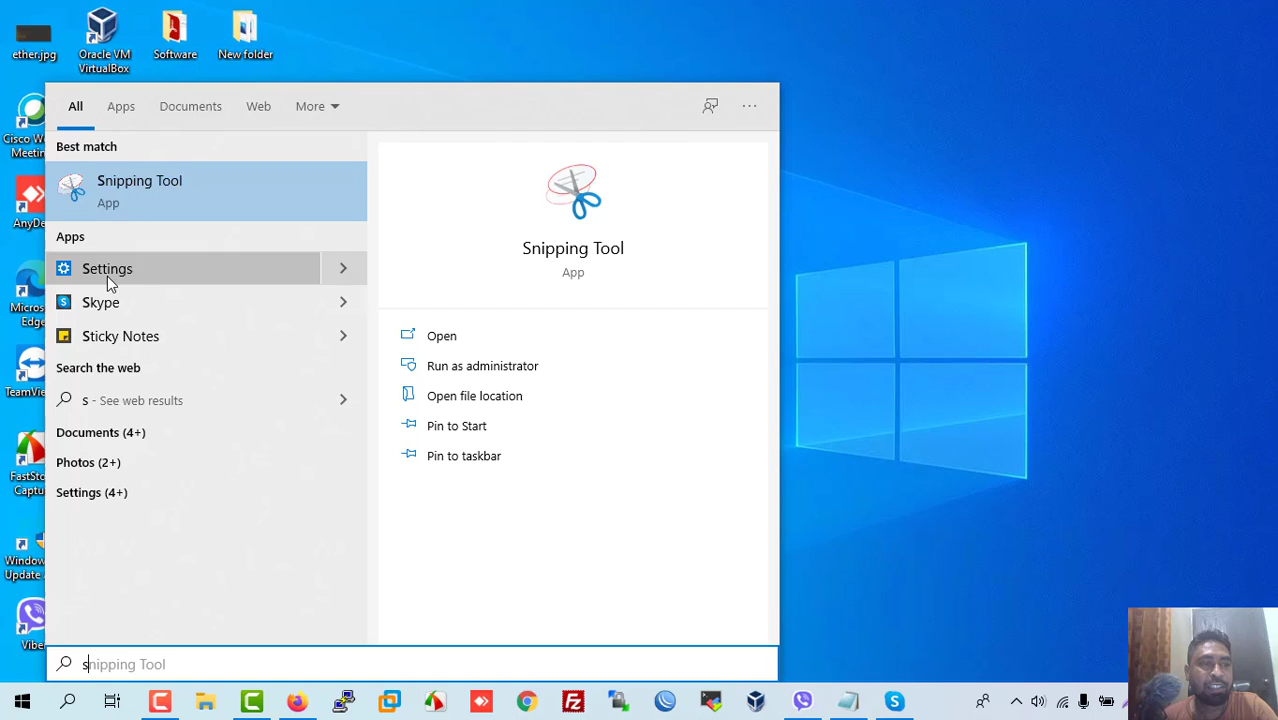 ether.jpg
Oracle VM
VirtualBox
Software
New folder
Cisco W
Meetin
AnyDe
Micros
Edge
TeamVi
FastSto
Captu
Window
Update
Vibe
All
Apps
Documents
Web
More
Best match
Snipping Tool
App
Apps
Settings
Skype
Sticky Notes
Search the web
s - See web results
Documents (4+)
Photos (2+)
Settings (4+)
Snipping Tool
App
Open
Run as administrator
Open file location
Pin to Start
Pin to taskbar
snipping Tool